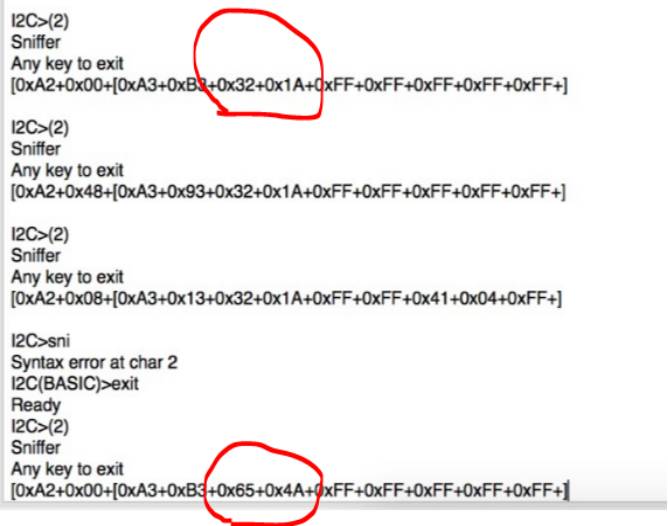 I2C>(2)
Sniffer
Any key to exit
[0xA2+0x00+[0xA3+0xB3+0x32+0x1A+0xFF+0xFF+0xFF+0xFF+0xFF+]
I2C>(2)
Sniffer
Any key to exit
[0xA2+0x48+[0xA3+0x93+0x32+0x1A+0xFF+0xFF+0xFF+0xFF+0xFF+]
I2C>(2)
Sniffer
Any key to exit
[0xA2+0x08+[0xA3+0x13+0x32+0x1A+0xFF+0xFF+0x41+0x04+0xFF+]
I2C>sni
Syntax error at char 2
I2C(BASIC)>exit
Ready
I2C>(2)
Sniffer
Any key to exit
[0xA2+0x00+[0xA3+0xB3+0x65+0x4A+0xFF+0xFF+0xFF+0xFF+0xFF+]